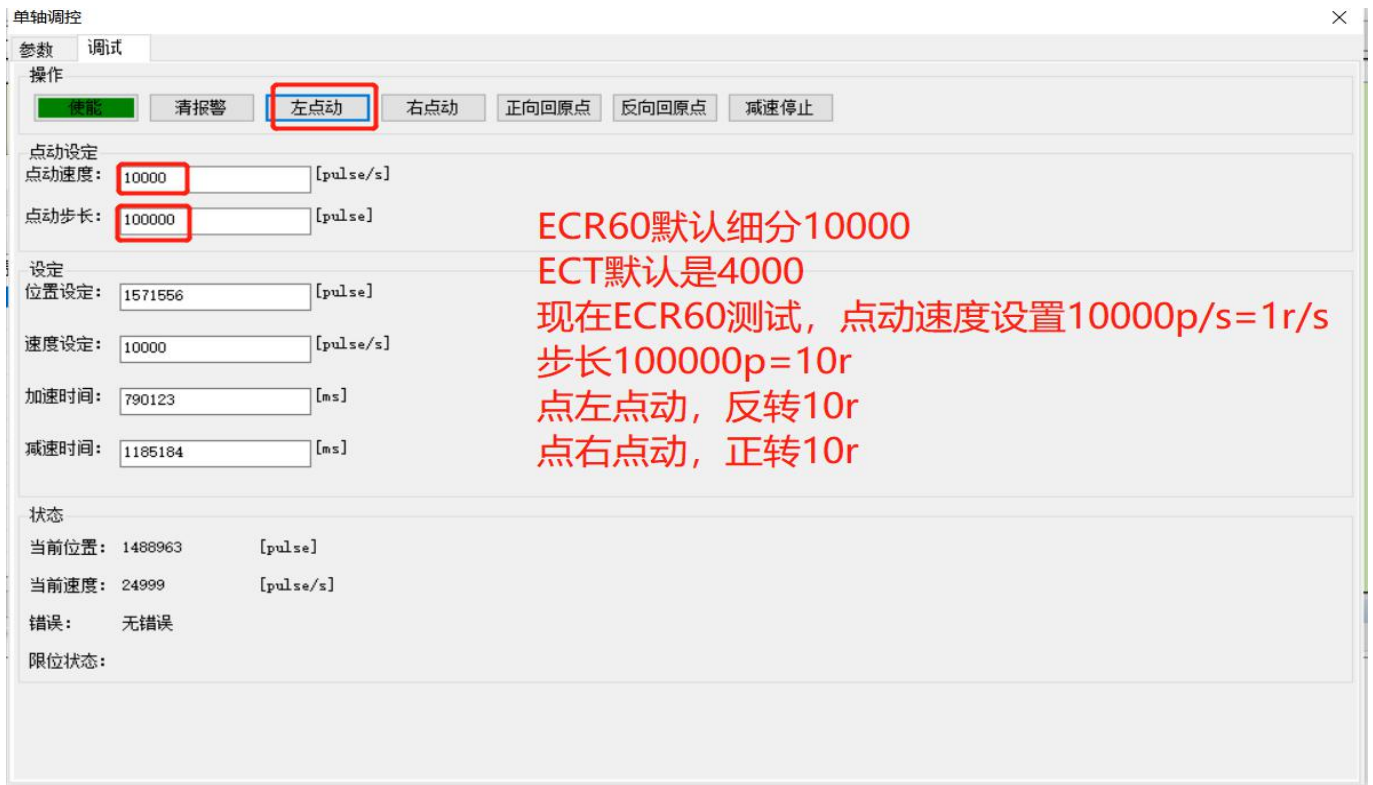 单轴调控
参数 调试
操作
使能 清报警 左点动 右点动 正向回原点 反向回原点 减速停止
点动设定
点动速度: 10000 [pulse/s]
点动步长: 100000 [pulse]
设定
位置设定: 1571556 [pulse]
速度设定: 10000 [pulse/s]
加速时间: 790123 [ms]
减速时间: 1185184 [ms]
ECR60默认细分10000
ECT默认是4000
现在ECR60测试，点动速度设置10000p/s=1r/s
步长100000p=10r
点左点动，反转10r
点右点动，正转10r
状态
当前位置: 1488963 [pulse]
当前速度: 24999 [pulse/s]
错误: 无错误
限位状态: